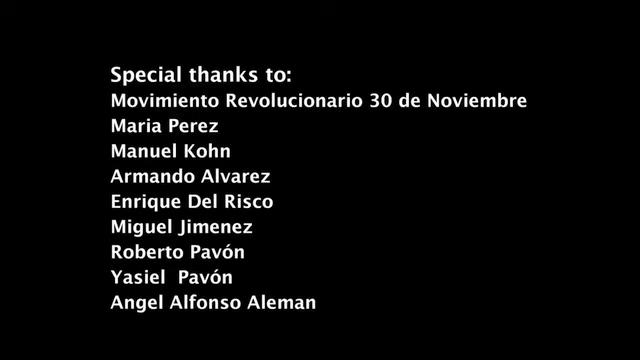 Special thanks to:
Movimiento Revolucionario 30 de Noviembre
Maria Perez
Manuel Kohn
Armando Alvarez
Enrique Del Risco
Miguel Jimenez
Roberto Pavón
Yasiel  Pavón
Angel Alfonso Aleman